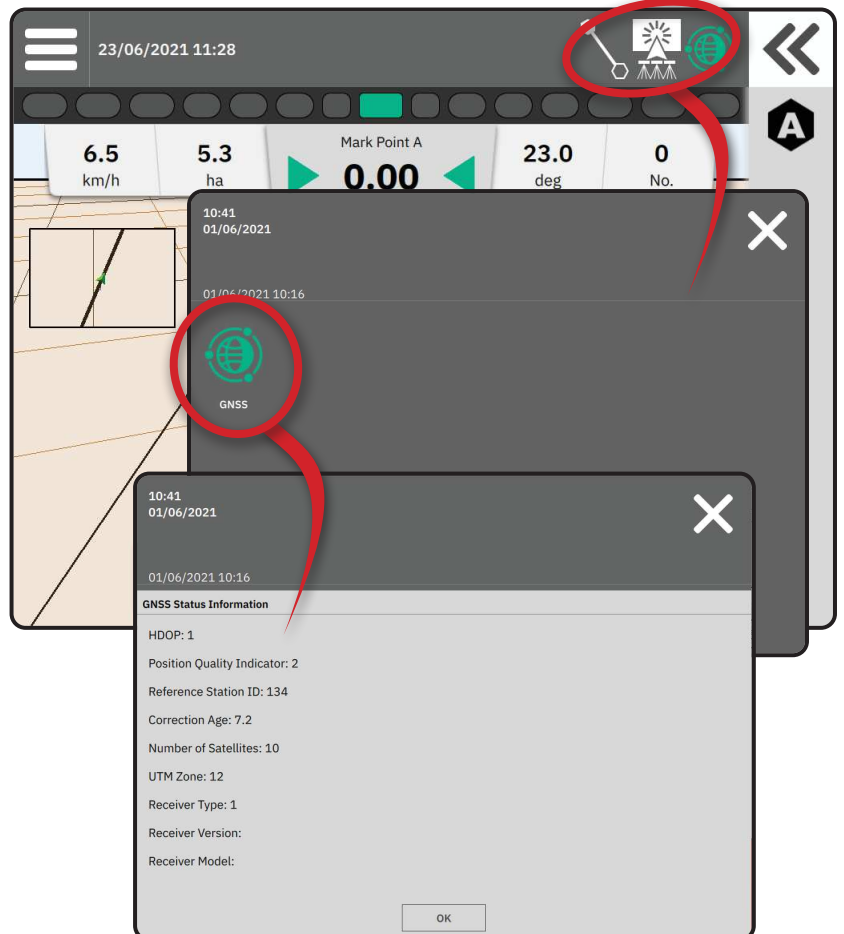 23/06/2021 11:28
A
6.5
km/h
5.3
ha
Mark Point A
0.00
23.0
deg
0
No.
10:41
01/06/2021
01/06/2021 10:16
GNSS
10:41
01/06/2021
01/06/2021 10:16
GNSS Status Information
HDOP: 1
Position Quality Indicator: 2
Reference Station ID: 134
Correction Age: 7.2
Number of Satellites: 10
UTM Zone: 12
Receiver Type: 1
Receiver Version:
Receiver Model:
OK